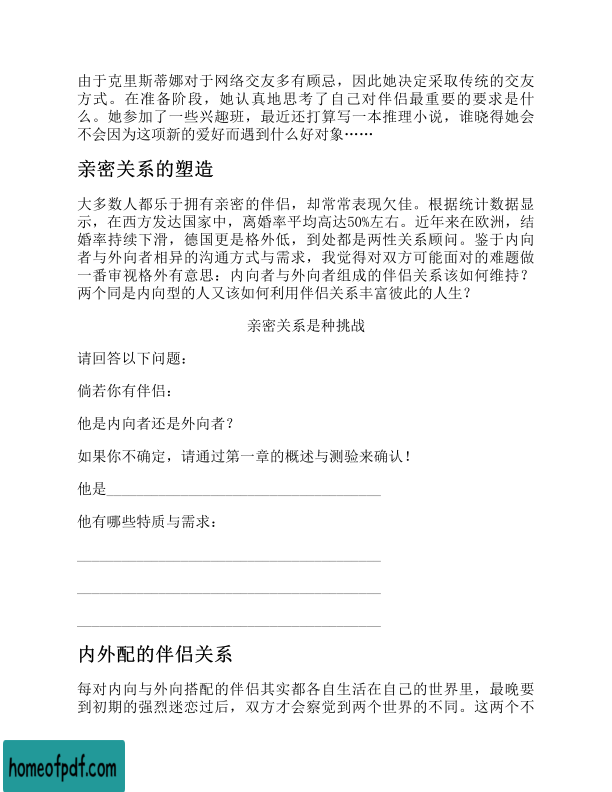 由于克里斯蒂娜对于网络交友多有顾忌，因此她决定采取传统的交友
方式。在准备阶段，她认真地思考了自己对伴侣最重要的要求是什
么。她参加了一些兴趣班，最近还打算写一本推理小说，谁晓得她会
不会因为这项新的爱好而遇到什么好对象……
亲密关系的塑造
大多数人都乐于拥有亲密的伴侣，却常常表现欠佳。根据统计数据显
示，在西方发达国家中，离婚率平均高达50%左右。近年来在欧洲，结
婚率持续下滑，德国更是格外低，到处都是两性关系顾问。鉴于内向
者与外向者相异的沟通方式与需求，我觉得对双方可能面对的难题做
一番审视格外有意思：内向者与外向者组成的伴侣关系该如何维持？
两个同是内向型的人又该如何利用伴侣关系丰富彼此的人生？
亲密关系是种挑战
请回答以下问题：
倘若你有伴侣：
他是内向者还是外向者？
如果你不确定，请通过第一章的概述与测验来确认！
他是______________________________________
他有哪些特质与需求：
__________________________________________
__________________________________________
__________________________________________
内外配的伴侣关系
每对内向与外向搭配的伴侣其实都各自生活在自己的世界里，最晚要
到初期的强烈迷恋过后，双方才会察觉到两个世界的不同。这两个不
homeofpdf.com